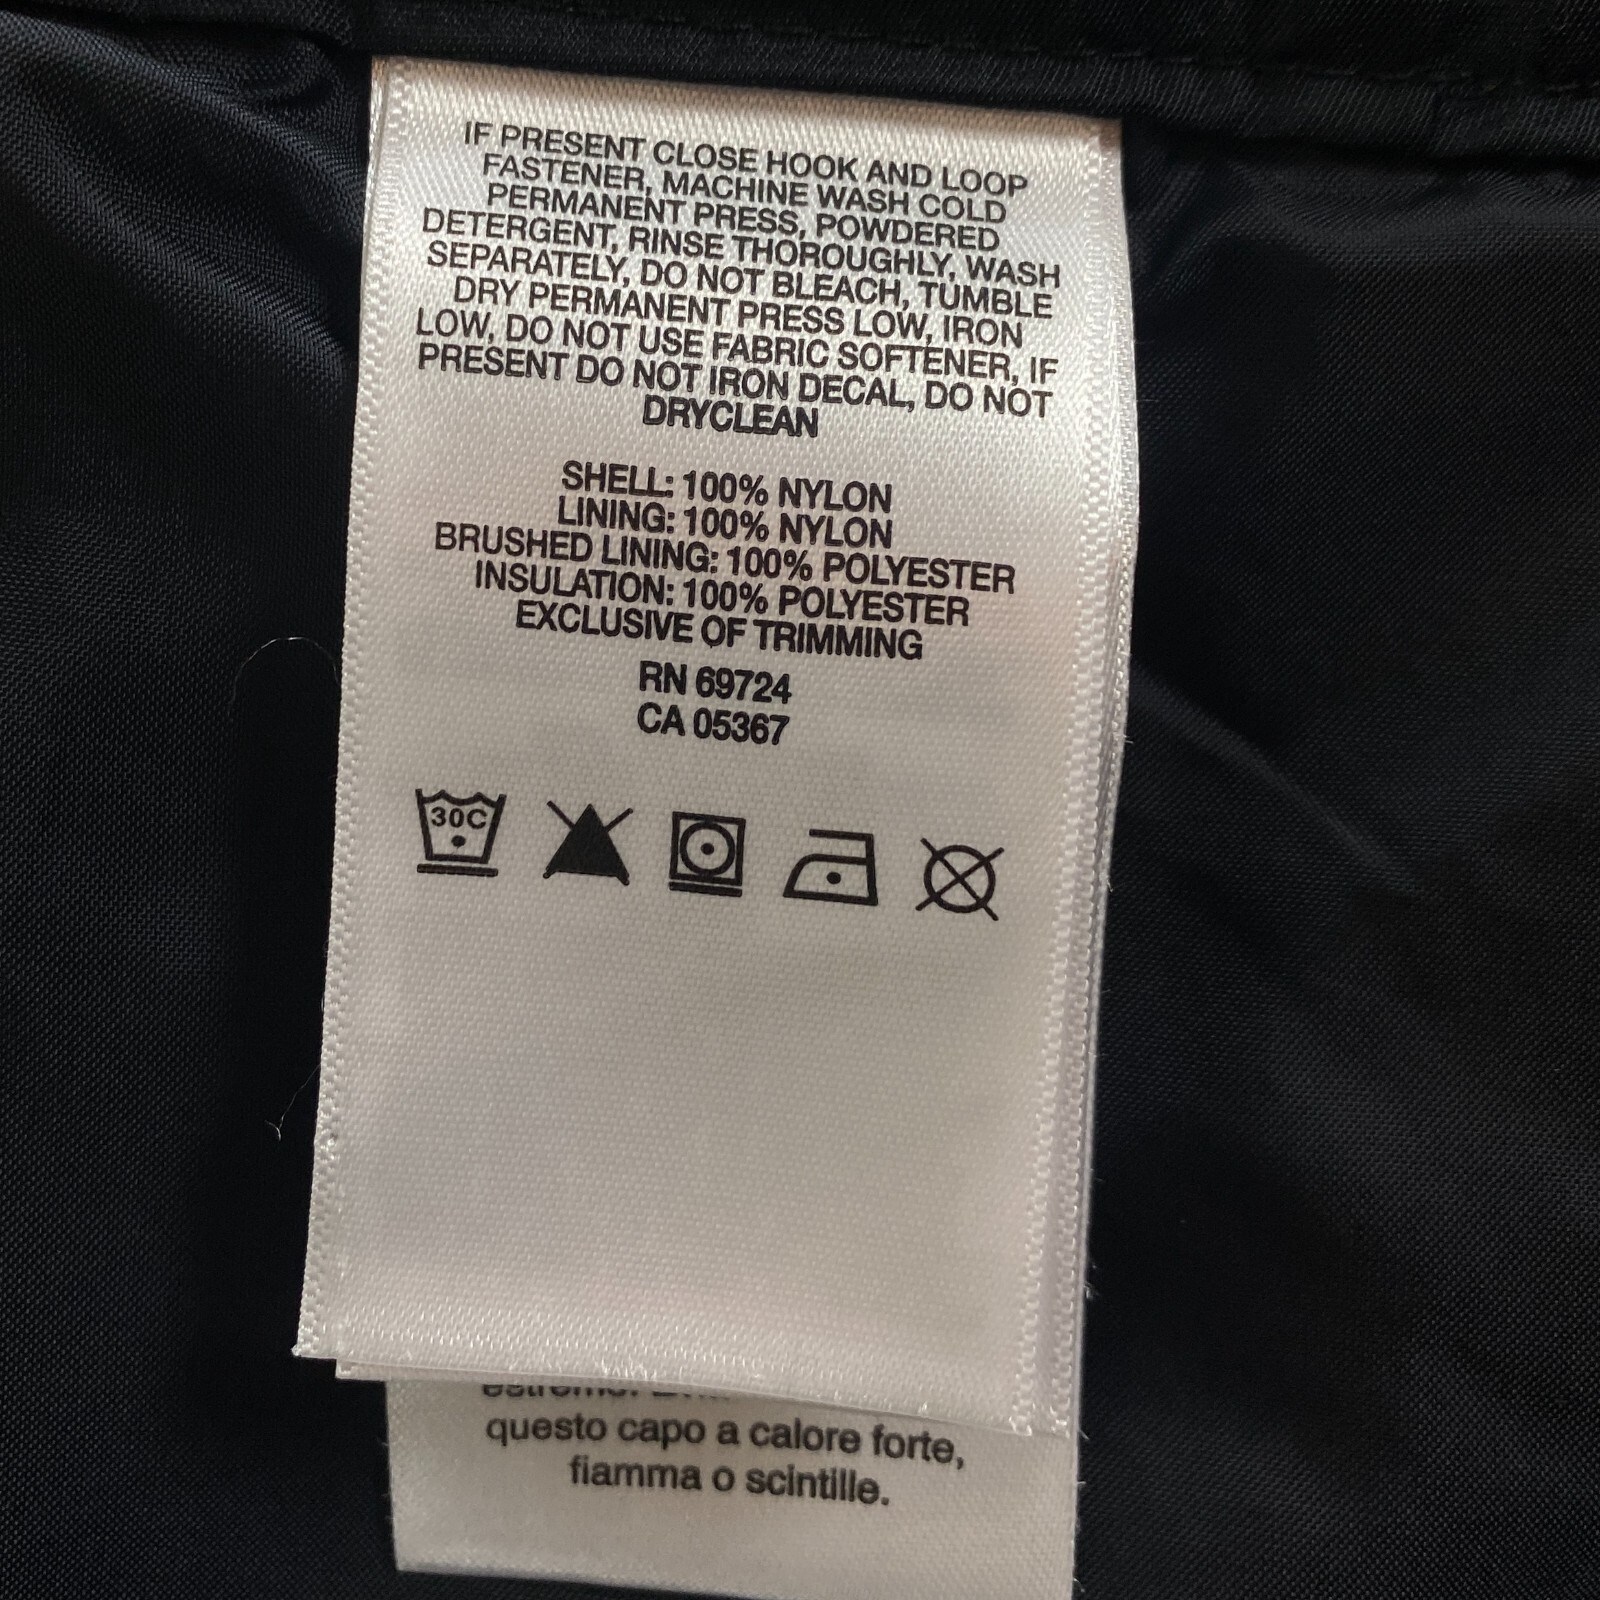 IF PRESENT CLOSE HOOK AND LOOP
FASTENER, MACHINE WASH COLD
PERMANENT PRESS, POWDERED
DETERGENT, RINSE THOROUGHLY, WASH
SEPARATELY, DO NOT BLEACH, TUMBLE
DRY PERMANENT PRESS LOW, IRON
LOW, DO NOT USE FABRIC SOFTENER, IF
PRESENT DO NOT IRON DECAL, DO NOT
DRYCLEAN
SHELL: 100% NYLON
LINING: 100% NYLON
BRUSHED LINING: 100% POLYESTER
INSULATION: 100% POLYESTER
EXCLUSIVE OF TRIMMING
RN 69724
CA 05367
30C
questo capo a calore forte,
fiamma o scintille.